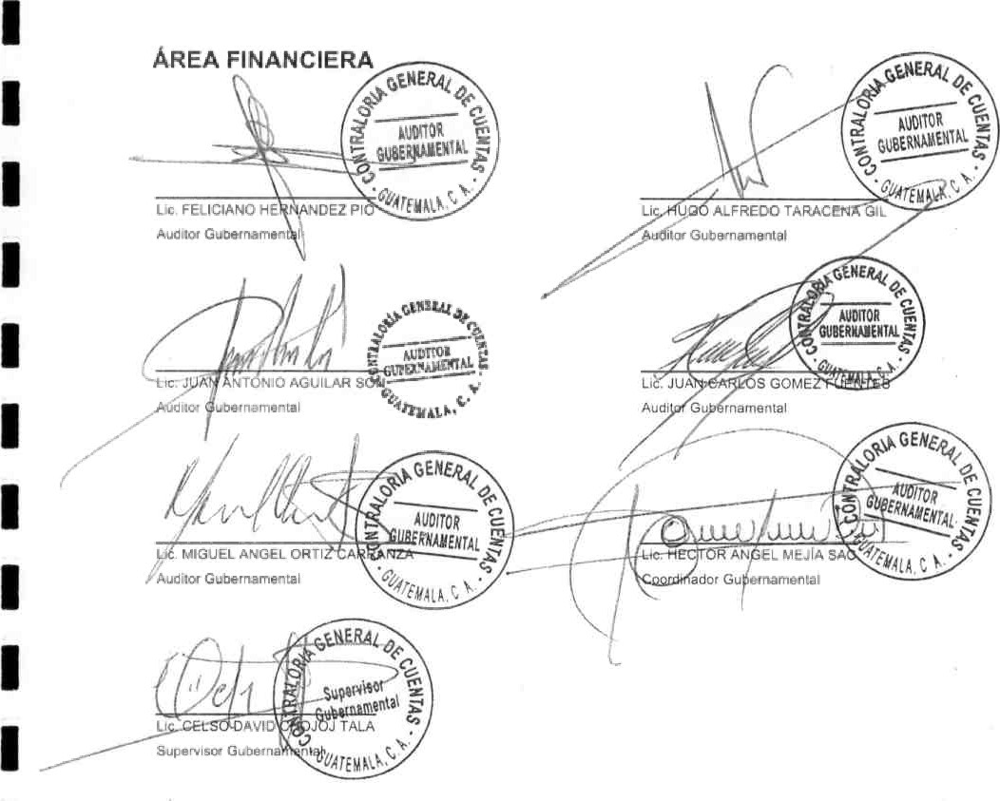 ÁREA FINANCIERA
CONTRALORIA GENERAL DE CUENTAS
AUDITOR
GUBERNAMENTAL
GUATEMALA, C. A.
Lic. FELICIANO HERNANDEZ PIO
Auditor Gubernamental
CONTRALORIA GENERAL DE CUENTAS
AUDITOR
GUBERNAMENTAL
GUATEMALA, C. A.
Lic. HUGO ALFREDO TARACENA GIL
Auditor Gubernamental
CONTRALORÍA GENERAL DE CUENTAS
AUDITOR
GUBERNAMENTAL
GUATEMALA, C. A.
Lic. JUAN ANTONIO AGUILAR SON
Auditor Gubernamental
CONTRALORIA GENERAL DE CUENTAS
AUDITOR
GUBERNAMENTAL
GUATEMALA, C. A.
Lic. JUAN CARLOS GOMEZ FUENTES
Auditor Gubernamental
CONTRALORIA GENERAL DE CUENTAS
AUDITOR
GUBERNAMENTAL
GUATEMALA, C. A.
Lic. MIGUEL ANGEL ORTIZ CARRANZA
Auditor Gubernamental
CONTRALORIA GENERAL DE CUENTAS
AUDITOR
GUBERNAMENTAL
GUATEMALA, C. A.
Lic. HECTOR ANGEL MEJÍA SAC
Coordinador Gubernamental
CONTRALORIA GENERAL DE CUENTAS
Supervisor
Gubernamental
GUATEMALA, C. A.
Lic. CELSO DAVID CHOJOJ TALA
Supervisor Gubernamental